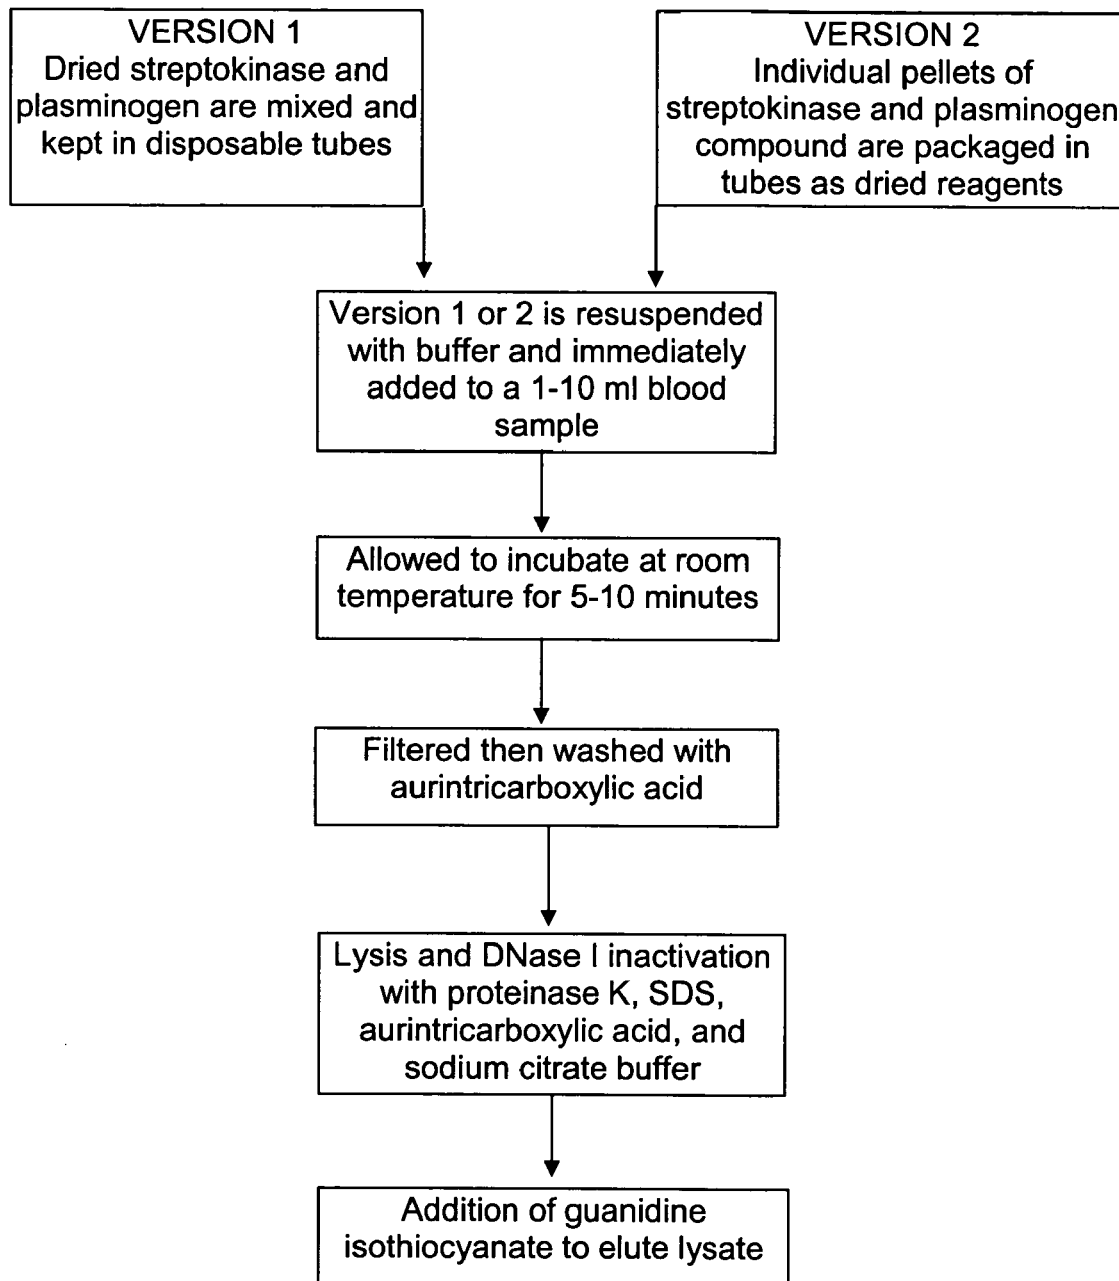 VERSION 1
Dried streptokinase and
plasminogen are mixed and
kept in disposable tubes
VERSION 2
Individual pellets of
streptokinase and plasminogen
compound are packaged in
tubes as dried reagents
Version 1 or 2 is resuspended
with buffer and immediately
added to a 1-10 ml blood
sample
Allowed to incubate at room
temperature for 5-10 minutes
Filtered then washed with
aurintricarboxylic acid
Lysis and DNase I inactivation
with proteinase K, SDS,
aurintricarboxylic acid, and
sodium citrate buffer
Addition of guanidine
isothiocyanate to elute lysate